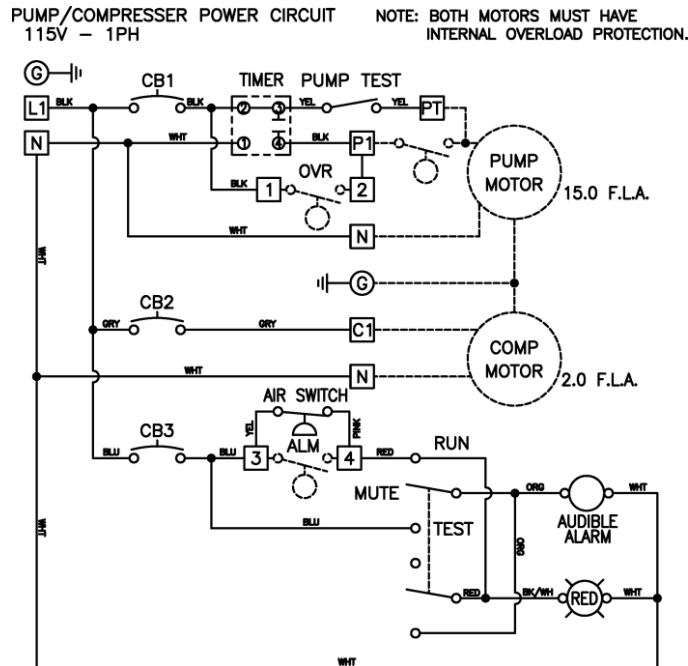 PUMP/COMPRESSER POWER CIRCUIT
115V – 1PH
NOTE: BOTH MOTORS MUST HAVE
INTERNAL OVERLOAD PROTECTION.
G
CB1
TIMER
PUMP TEST
L1
BLK
BLK
2
3
YEL
YEL
PT
N
WHT
1
4
BLK
P1
PUMP
MOTOR
15.0 F.L.A.
OVR
BLK
1
2
WHT
N
WHT
G
CB2
GRY
GRY
C1
COMP
MOTOR
2.0 F.L.A.
WHT
N
AIR SWITCH
YEL
PINK
CB3
ALM
BLU
BLU
3
4
RED
RUN
MUTE
ORG
WHT
AUDIBLE
ALARM
WHT
BLU
TEST
ORG
RED
BK/WH
RED
WHT
WHT